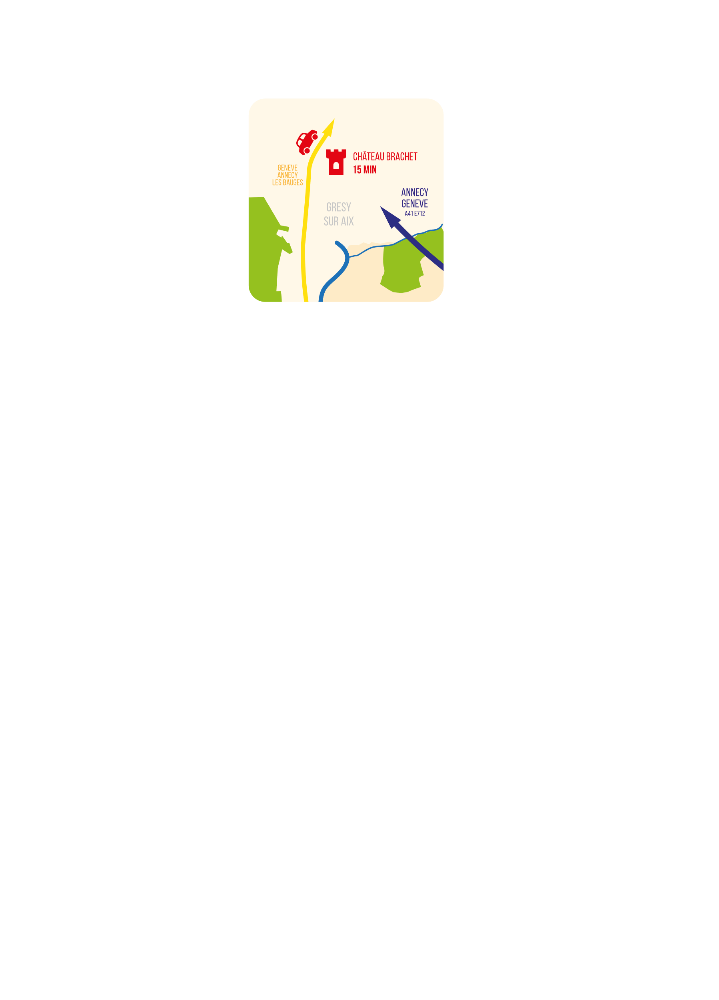 CHÂTEAU BRACHET
15 MIN
GENEVE
ANNECY
LES BAUGES
ANNECY
GENEVE
A41 E712
GRESY
SUR AIX